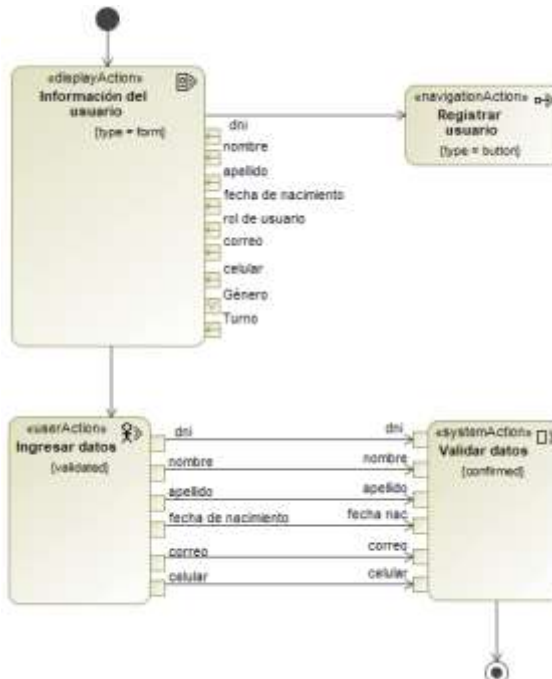 «displayAction»
Información del
usuario
{type = form}
dni
nombre
apellido
fecha de nacimiento
rol de usuario
correo
celular
Género
Turno
«navigationAction»
Registrar
usuario
{type = button}
«userAction»
Ingresar datos
{validated}
dni
nombre
apellido
fecha de nacimiento
correo
celular
dni
nombre
apellido
fecha nac
correo
celular
«systemAction»
Validar datos
{confirmed}